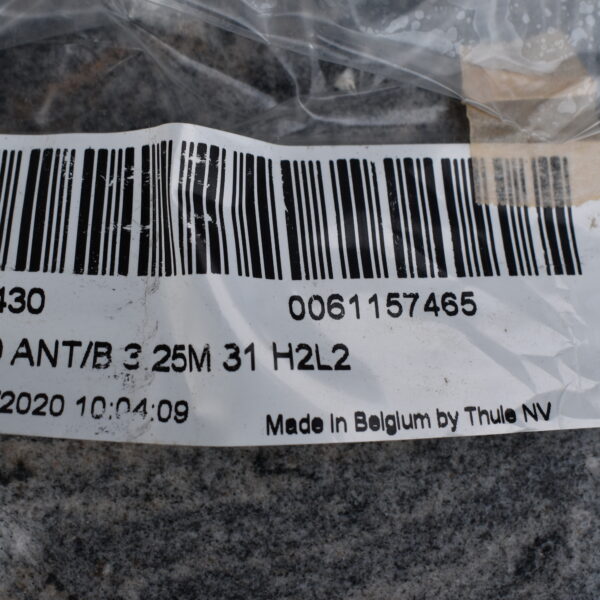 430 0061157465
ANT/B 3.25M 31 H2L2
/2020 10:04:09 Made in Belgium by Thule NV